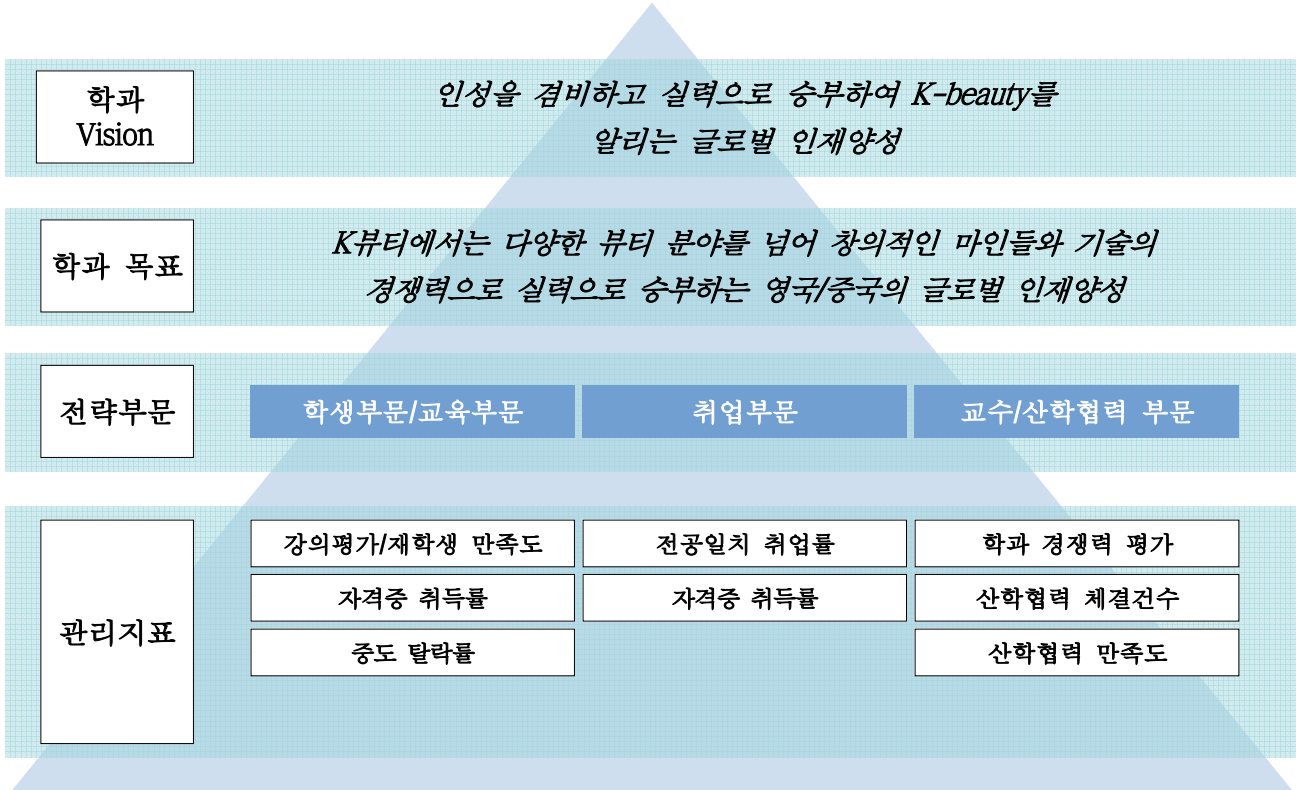 학과
Vision
인성을 겸비하고 실력으로 승부하여 K-beauty를
알리는 글로벌 인재양성
학과 목표
K뷰티에서는 다양한 뷰티 분야를 넘어 창의적인 마인들와 기술의
경쟁력으로 실력으로 승부하는 영국/중국의 글로벌 인재양성
전략부문
학생부문/교육부문
취업부문
교수/산학협력 부문
관리지표
강의평가/재학생 만족도
전공일치 취업률
학과 경쟁력 평가
자격증 취득률
자격증 취득률
산학협력 체결건수
중도 탈락률
산학협력 만족도